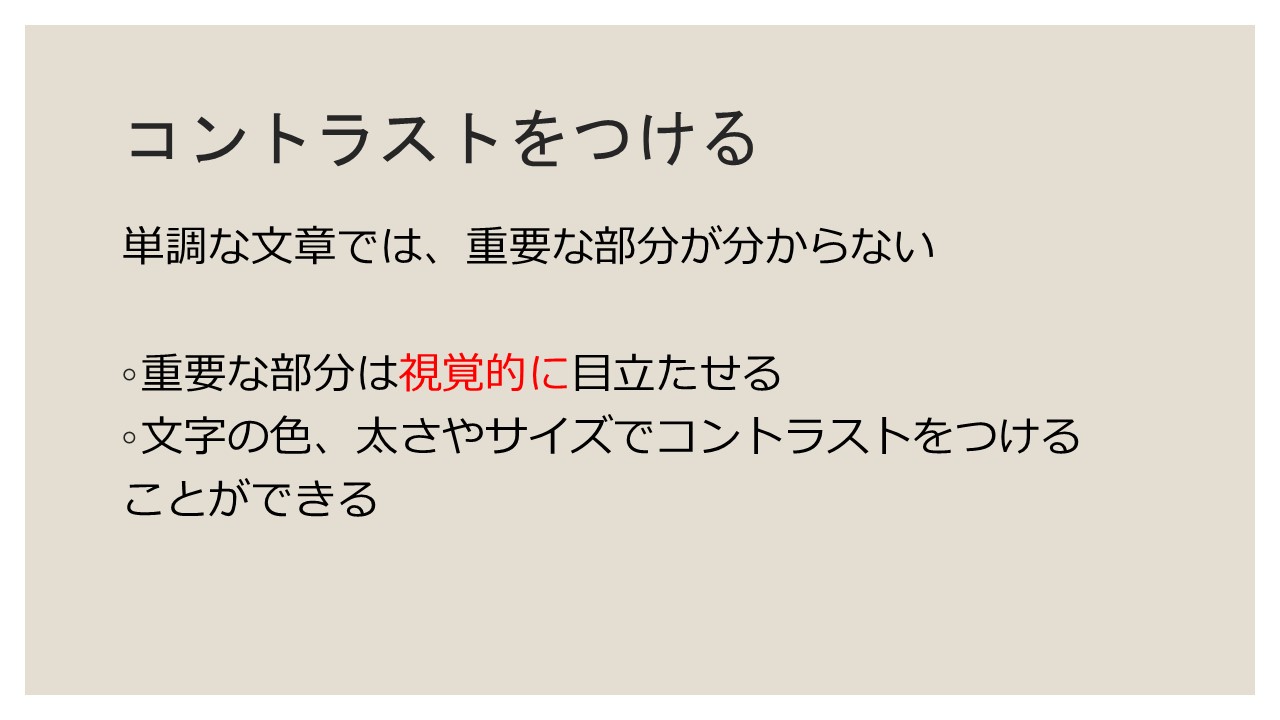 コントラストをつける
単調な文章では、重要な部分が分からない
◦重要な部分は視覚的に目立たせる
◦文字の色、太さやサイズでコントラストをつける
ことができる